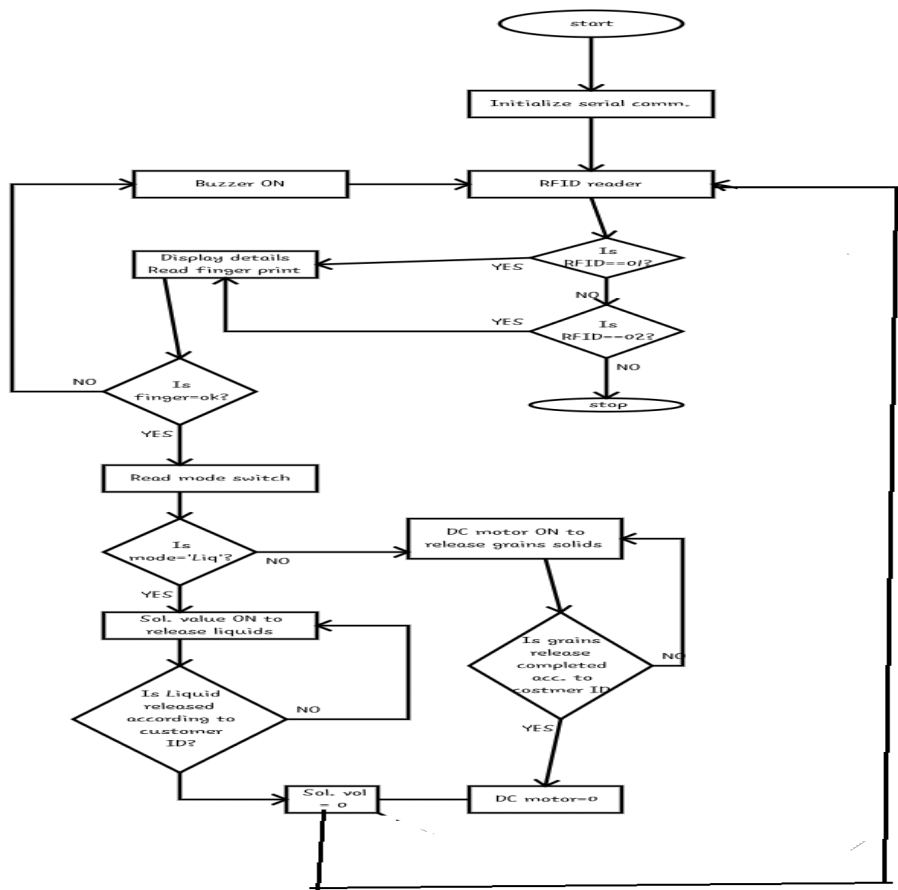 start
Initialize serial comm.
Buzzer ON
RFID reader
Display details
Read finger print
YES
Is
RFID==01?
NO
YES
Is
RFID==02?
NO
stop
NO
Is
finger=ok?
YES
Read mode switch
Is
mode='Liq'?
NO
YES
DC motor ON to
release grains solids
Sol. value ON to
release liquids
Is grains
release
completed
acc. to
costmer ID
NO
YES
Is Liquid
released
according to
customer
ID?
NO
Sol. vol
= 0
DC motor=0